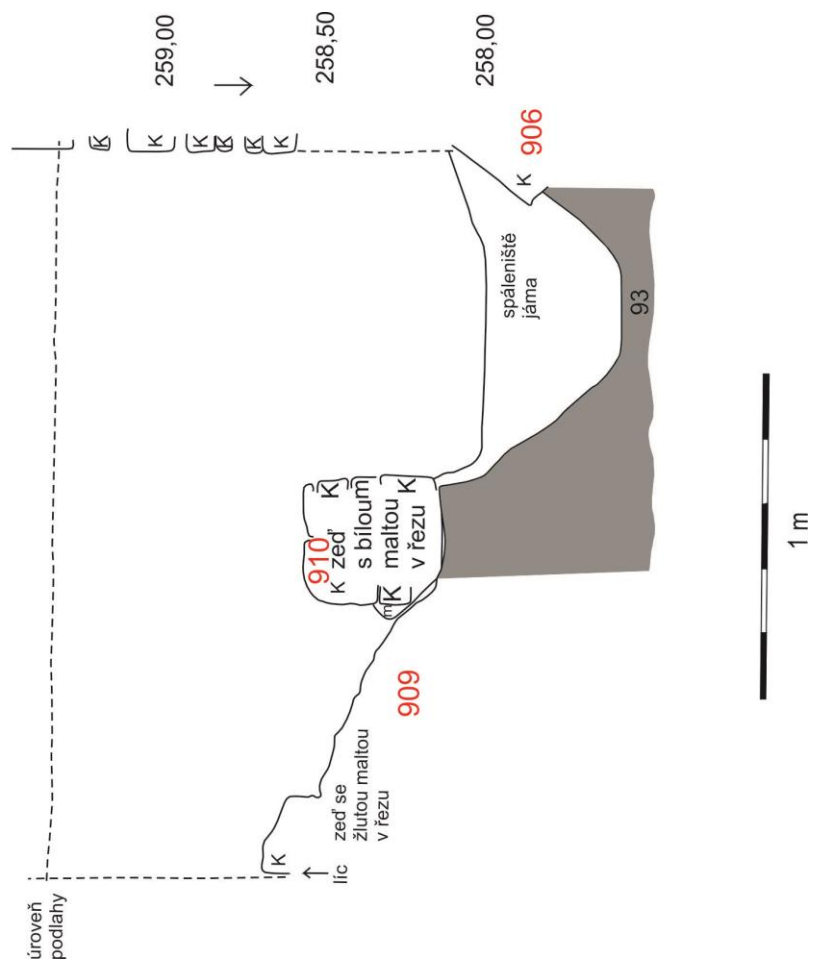 úroveň
podlahy
259,00
258,50
258,00
K
K
K
K
K
K
K
líc
zeď se
žlutou maltou
v řezu
909
910
K zeď K
s bílou m
m K maltou
v řezu K
spáleniště
jáma
K
906
93
1 m